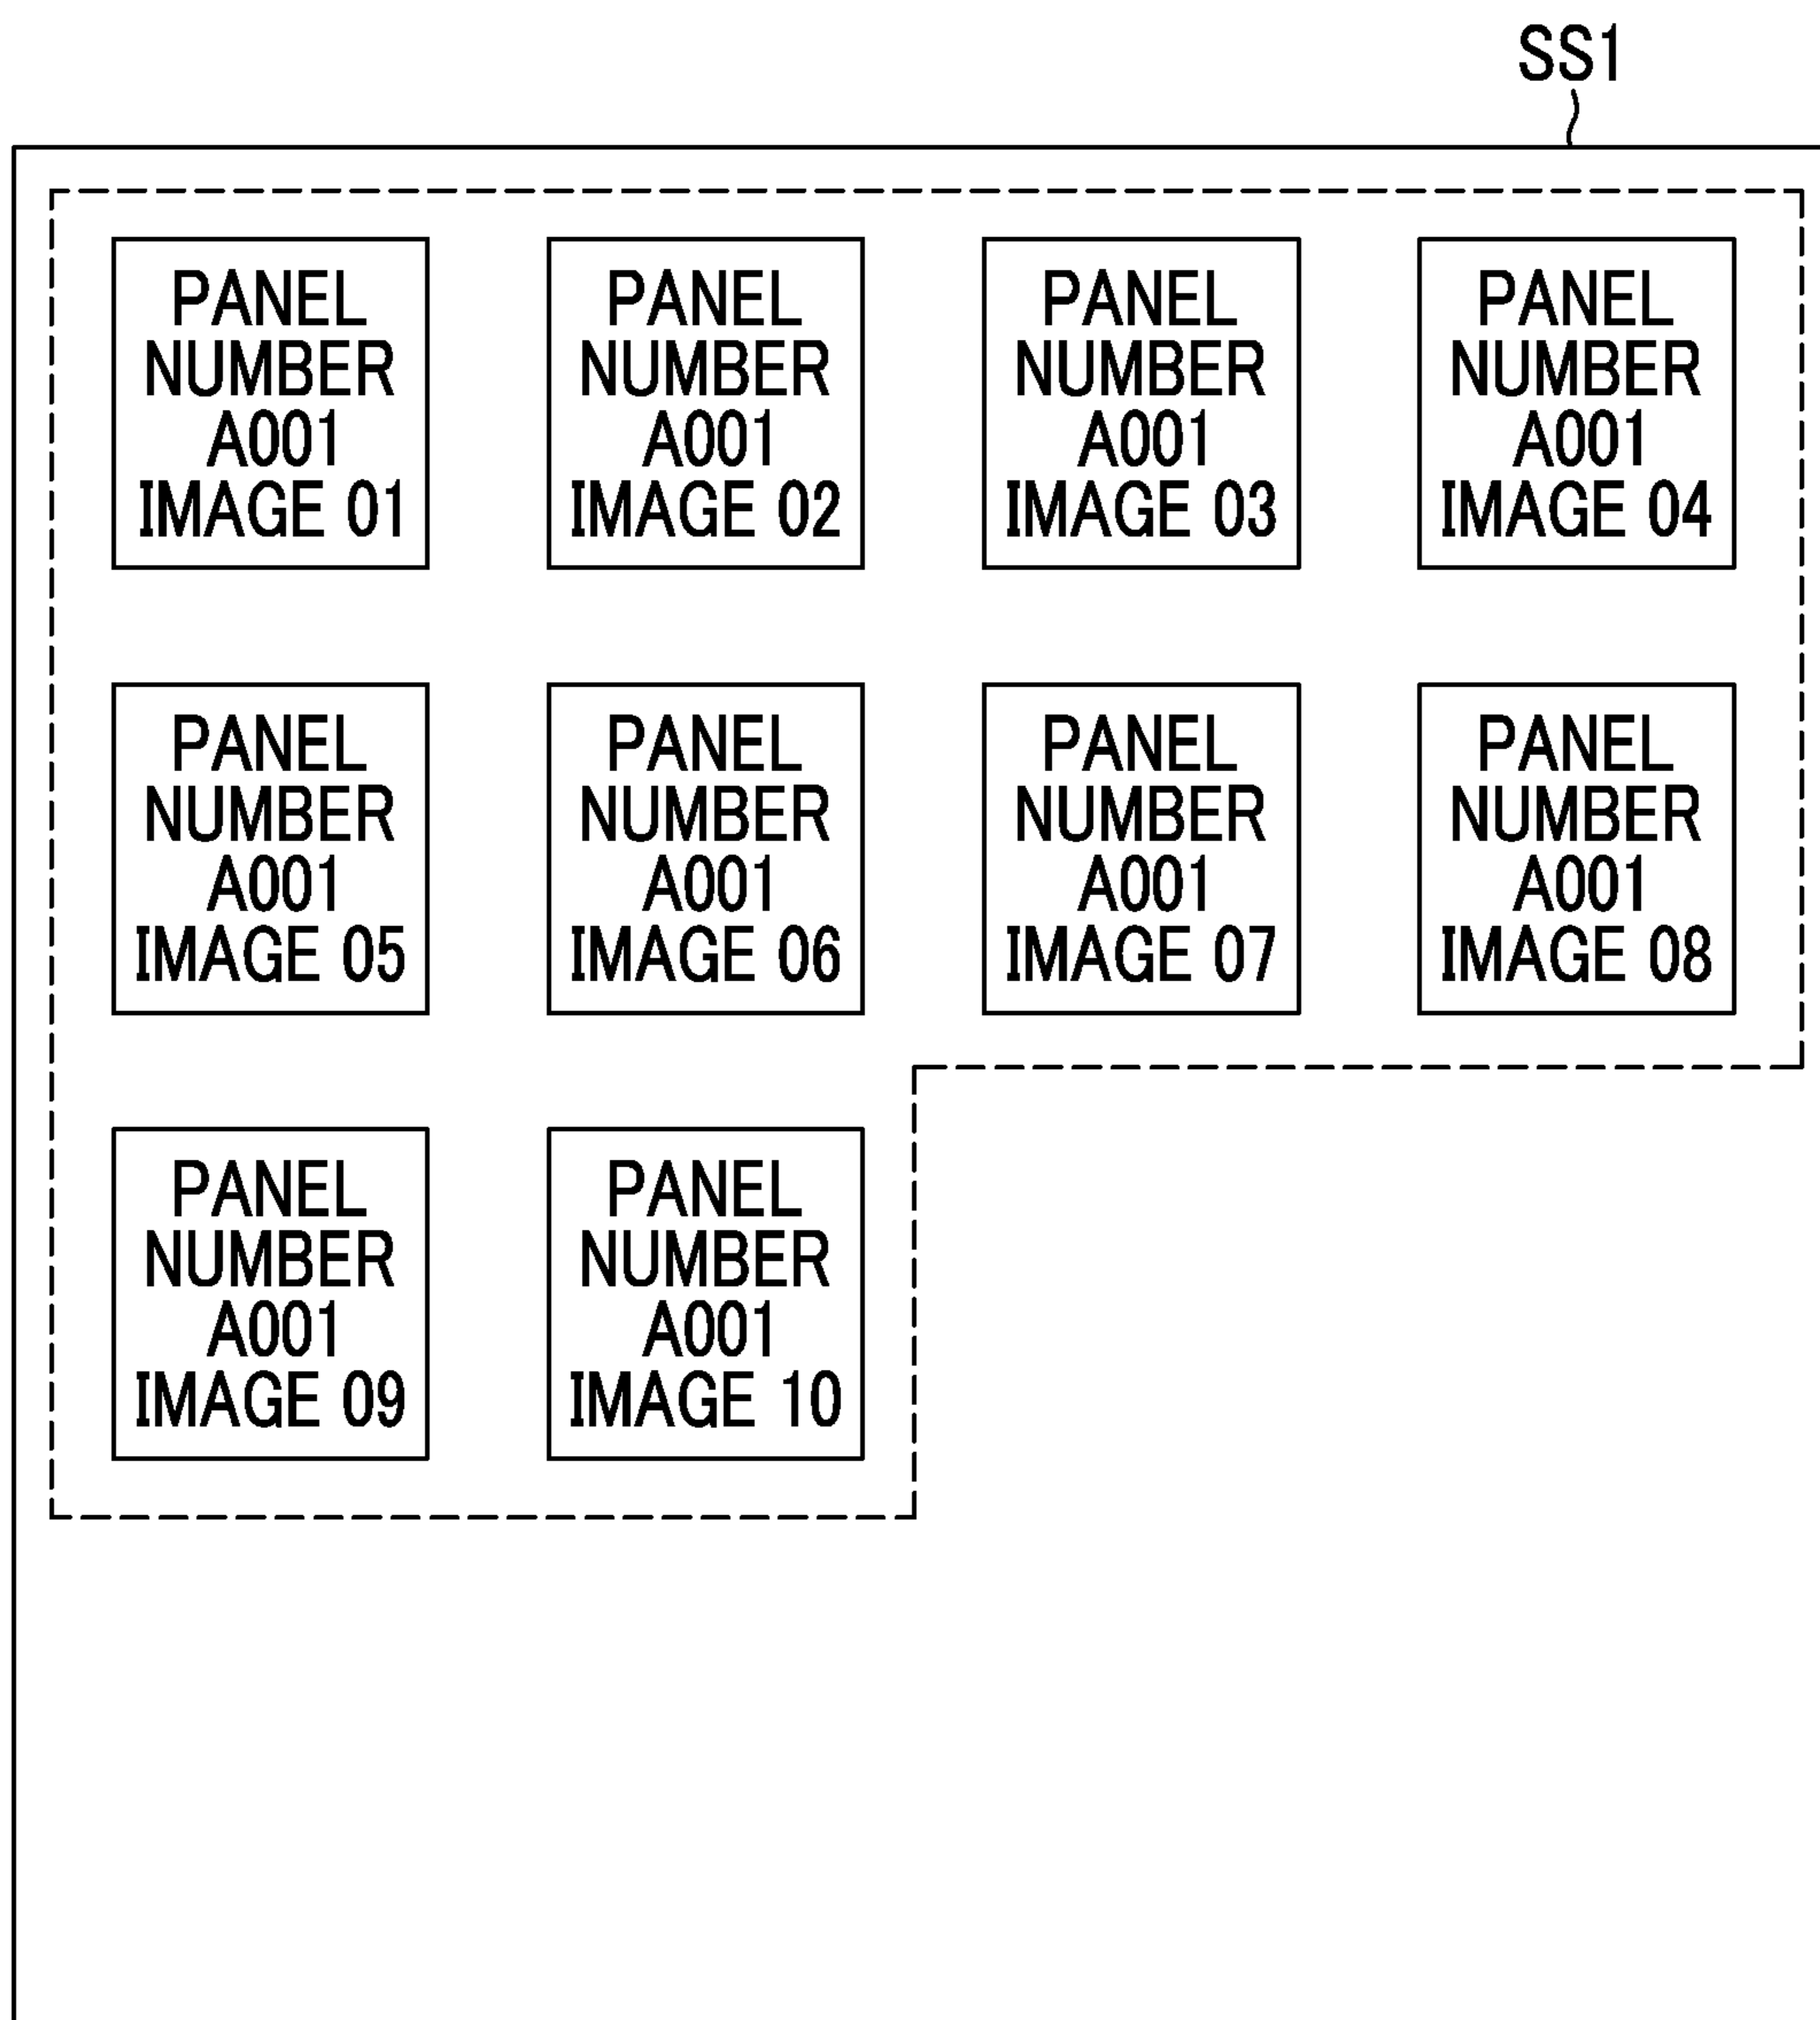 SS1
PANEL
NUMBER
A001
IMAGE 01
PANEL
NUMBER
A001
IMAGE 02
PANEL
NUMBER
A001
IMAGE 03
PANEL
NUMBER
A001
IMAGE 04
PANEL
NUMBER
A001
IMAGE 05
PANEL
NUMBER
A001
IMAGE 06
PANEL
NUMBER
A001
IMAGE 07
PANEL
NUMBER
A001
IMAGE 08
PANEL
NUMBER
A001
IMAGE 09
PANEL
NUMBER
A001
IMAGE 10